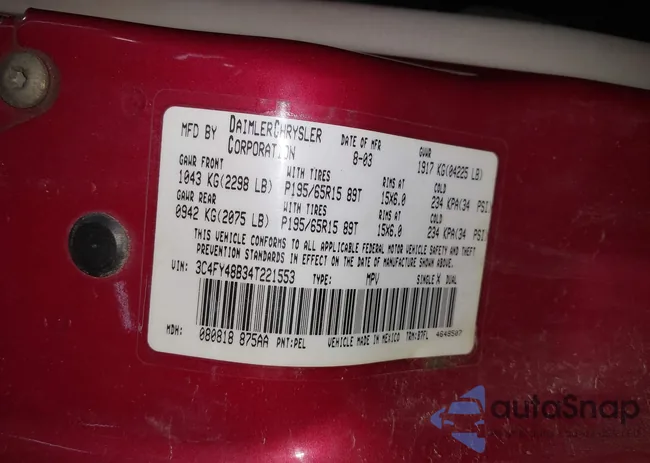 MFD BY DAIMLERCHRYSLER CORPORATION DATE OF MFR 8-03 GVWR 1917 KG(04225 LB)
GAWR FRONT WITH TIRES RIMS AT COLD
1043 KG(2298 LB) P195/65R15 89T 15X6.0 234 KPA(34 PSI)
GAWR REAR WITH TIRES RIMS AT COLD
0942 KG(2075 LB) P195/65R15 89T 15X6.0 234 KPA(34 PSI)
THIS VEHICLE CONFORMS TO ALL APPLICABLE FEDERAL MOTOR VEHICLE SAFETY AND THEFT
PREVENTION STANDARDS IN EFFECT ON THE DATE OF MANUFACTURE SHOWN ABOVE.
VIN: 3C4FY48B34T221553 TYPE: MPV SINGLE X DUAL
MDH: 080818 875AA PNT:PEL VEHICLE MADE IN MEXICO TRM:B7FL 4648507
autoSnap